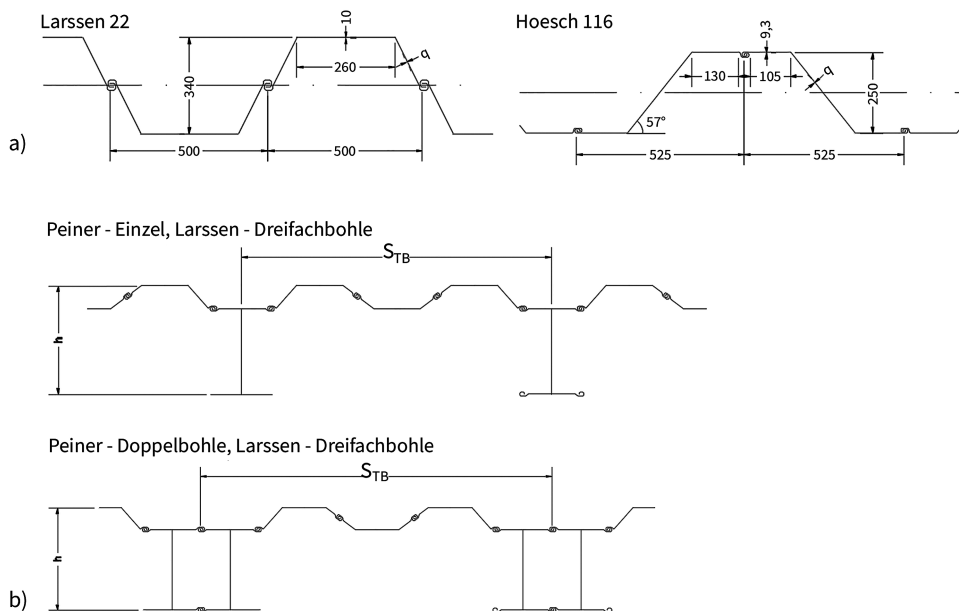 Larssen 22
Hoesch 116
10
9,3
q
q
260
130
105
340
250
57°
a)
500
500
525
525
Peiner - Einzel, Larssen - Dreifachbohle
STB
h
Peiner - Doppelbohle, Larssen - Dreifachbohle
STB
h
b)